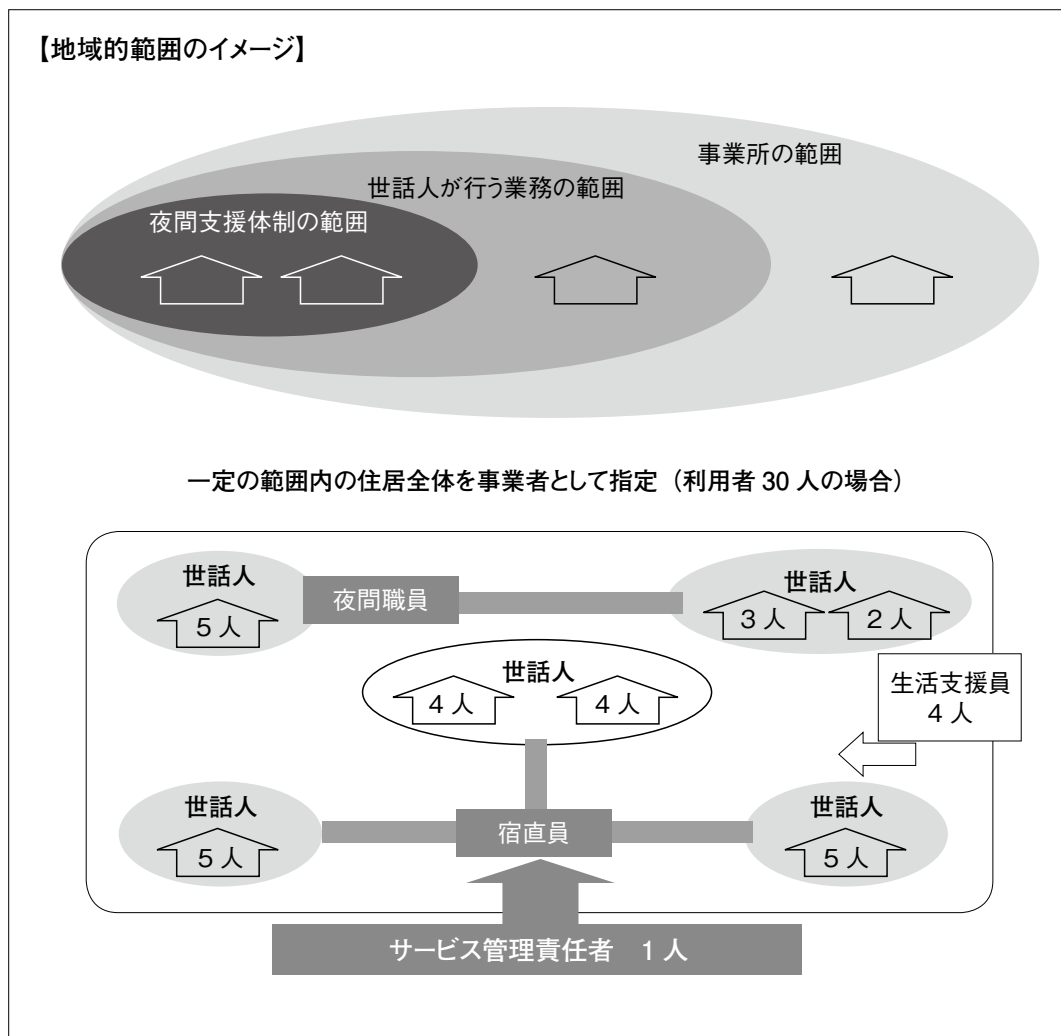 【地域的範囲のイメージ】
事業所の範囲
世話人が行う業務の範囲
夜間支援体制の範囲
一定の範囲内の住居全体を事業者として指定（利用者 30 人の場合）
世話人
5 人
夜間職員
世話人
3 人
2 人
世話人
4 人
4 人
生活支援員
4 人
世話人
5 人
宿直員
世話人
5 人
サービス管理責任者　1 人